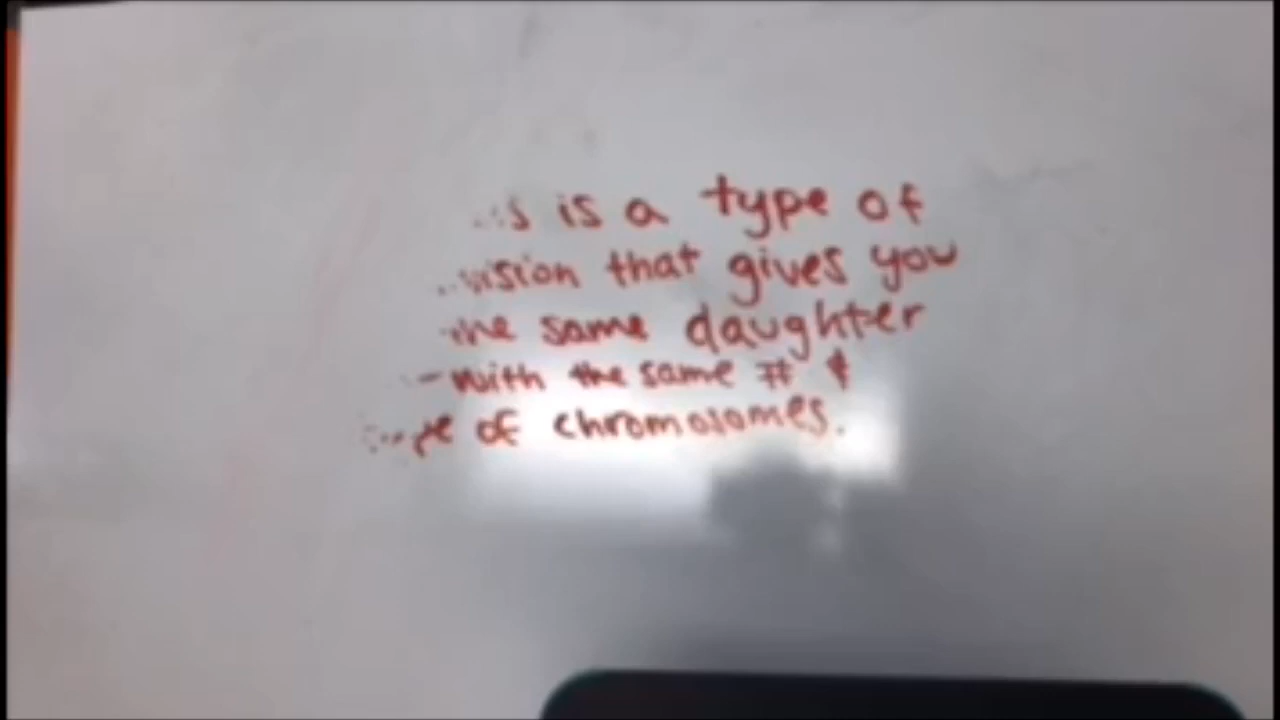 is a type of
that gives you
same daughter
with the same # &
of chromosomes.